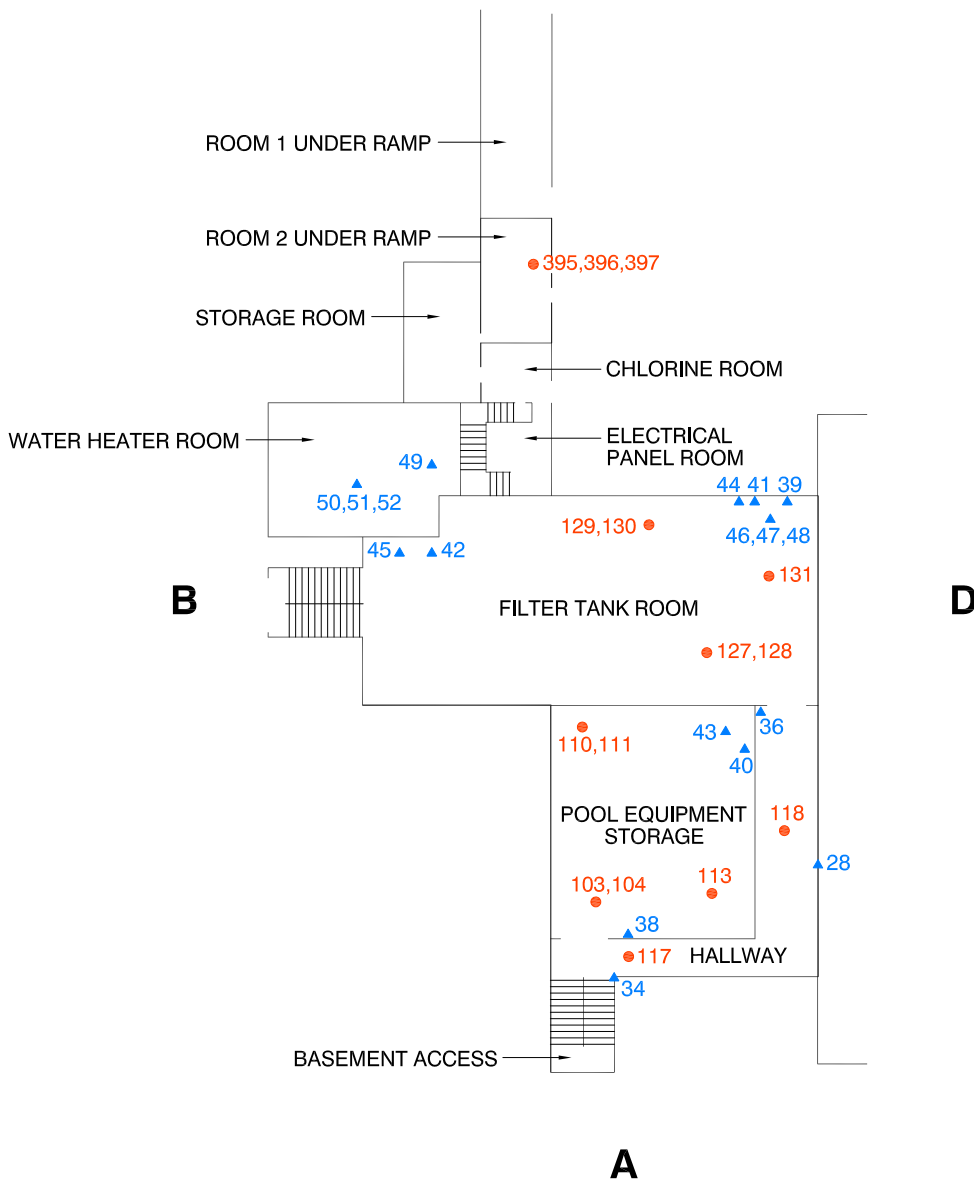 ROOM 1 UNDER RAMP
ROOM 2 UNDER RAMP
395,396,397
STORAGE ROOM
CHLORINE ROOM
WATER HEATER ROOM
ELECTRICAL
PANEL ROOM
49
50,51,52
44 41 39
46,47,48
129,130
45
42
131
B
FILTER TANK ROOM
D
127,128
36
43
110,111
40
POOL EQUIPMENT
STORAGE
118
28
103,104
113
38
117
HALLWAY
34
BASEMENT ACCESS
A